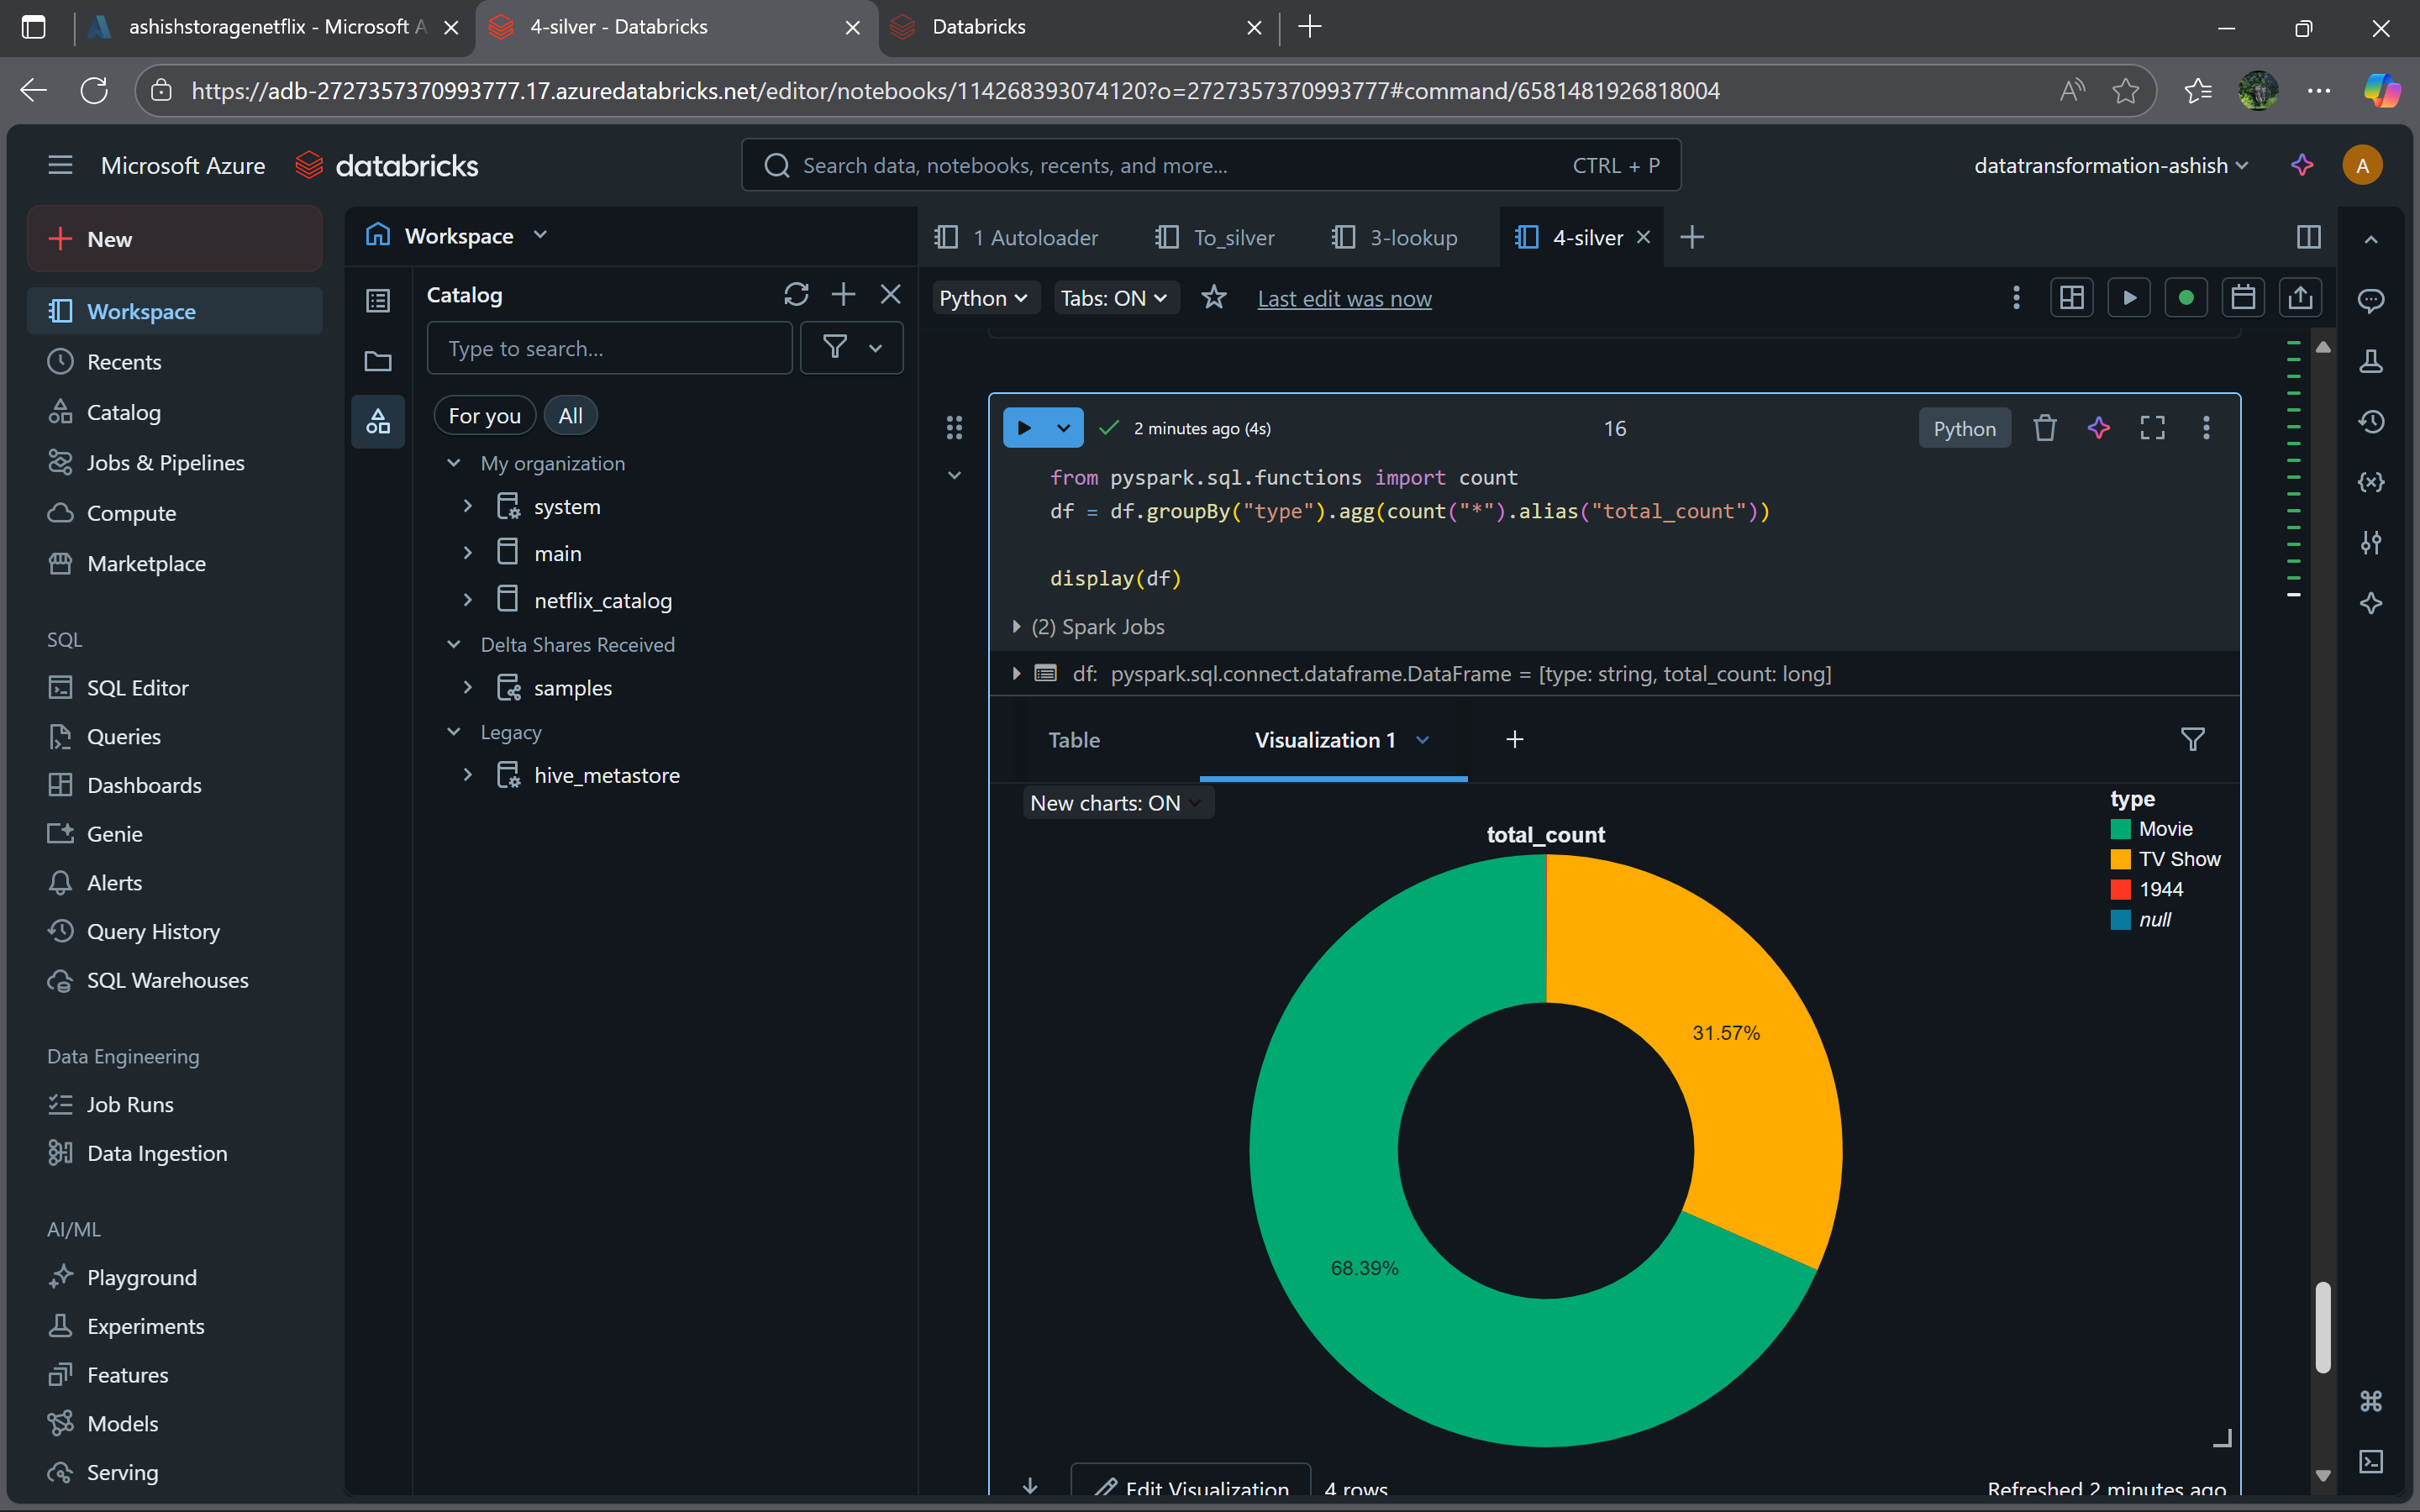 ashishstoragenetflix - Microsoft A
4-silver - Databricks
Databricks
https://adb-2727357370993777.17.azuredatabricks.net/editor/notebooks/114268393074120?o=2727357370993777#command/6581481926818004
Microsoft Azure
databricks
Search data, notebooks, recents, and more...
CTRL + P
datatransformation-ashish
A
New
Workspace
Recents
Catalog
Jobs & Pipelines
Compute
Marketplace
SQL
SQL Editor
Queries
Dashboards
Genie
Alerts
Query History
SQL Warehouses
Data Engineering
Job Runs
Data Ingestion
AI/ML
Playground
Experiments
Features
Models
Serving
Workspace
Catalog
Type to search...
For you
All
My organization
system
main
netflix_catalog
Delta Shares Received
samples
Legacy
hive_metastore
1 Autoloader
To_silver
3-lookup
4-silver
Python
Tabs: ON
Last edit was now
2 minutes ago (4s)
16
Python
from pyspark.sql.functions import count
df = df.groupBy("type").agg(count("*").alias("total_count"))
display(df)
(2) Spark Jobs
df: pyspark.sql.connect.dataframe.DataFrame = [type: string, total_count: long]
Table
Visualization 1
New charts: ON
total_count
type
Movie
TV Show
1944
null
31.57%
68.39%
Edit Visualization
4 rows
Refreshed 2 minutes ago